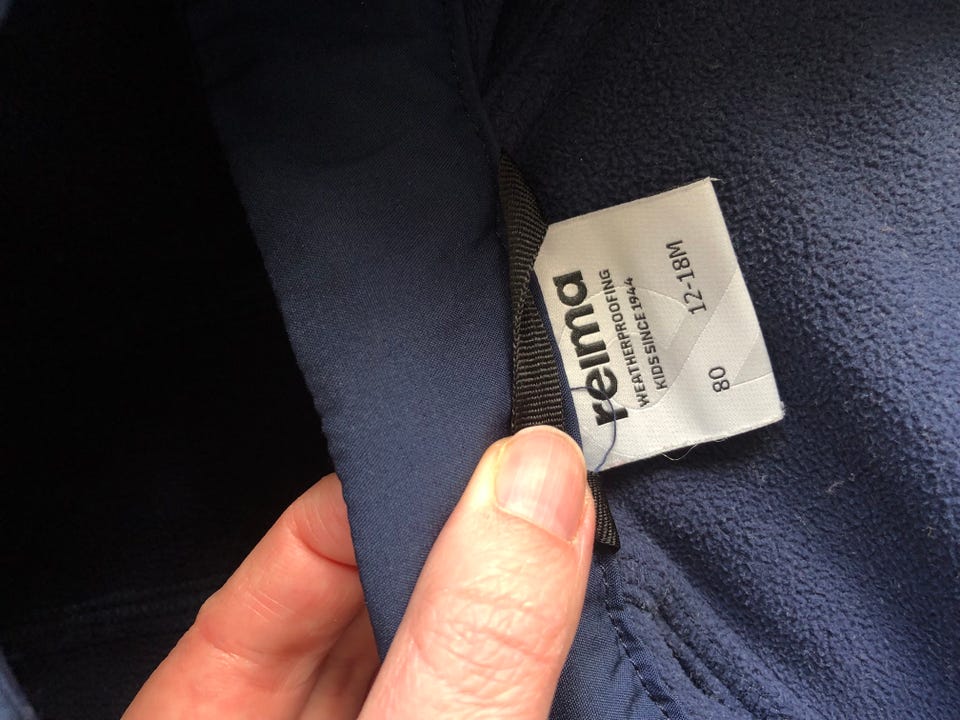 reima
WEATHERPROOFING
KIDS SINCE 1944
80 12-18M